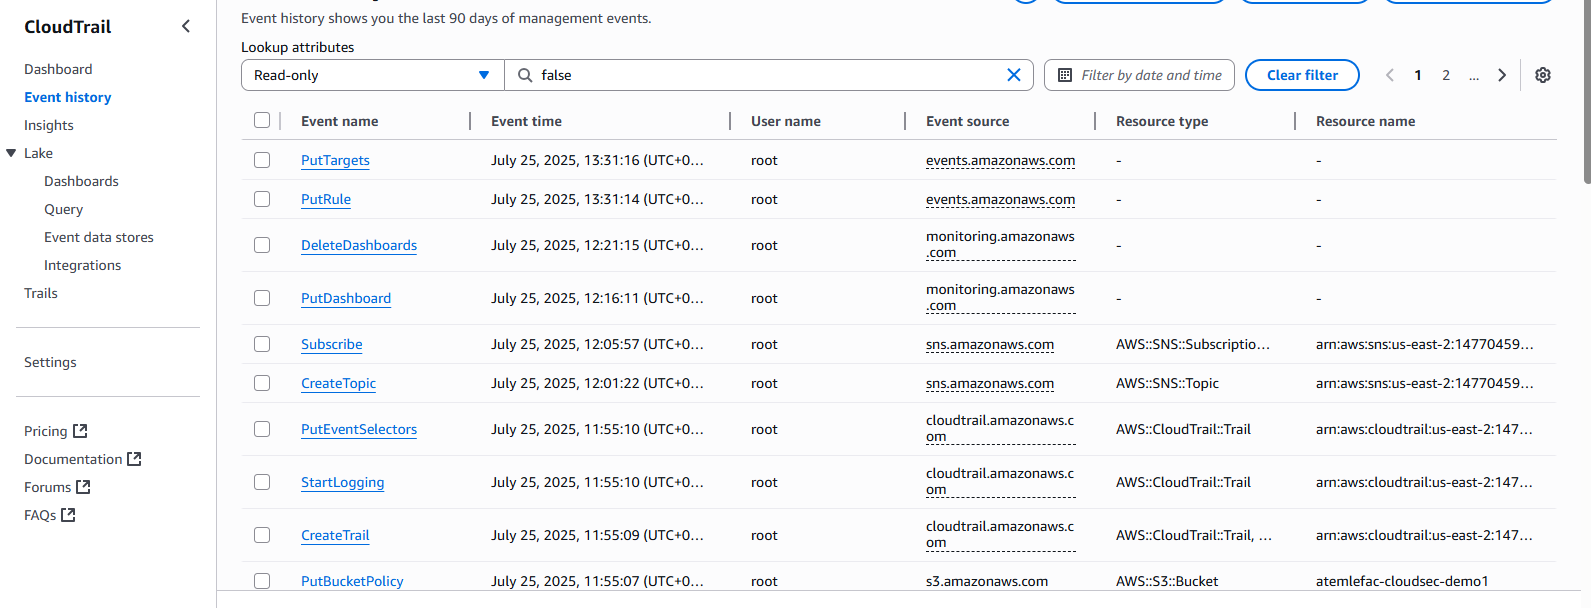 CloudTrail
Dashboard
Event history
Insights
Lake
Dashboards
Query
Event data stores
Integrations
Trails
Settings
Pricing
Documentation
Forums
FAQs
Event history shows you the last 90 days of management events.
Lookup attributes
Read-only false Filter by date and time Clear filter 1 2 ...
Event name Event time User name Event source Resource type Resource name
PutTargets July 25, 2025, 13:31:16 (UTC+0... root events.amazonaws.com - -
PutRule July 25, 2025, 13:31:14 (UTC+0... root events.amazonaws.com - -
DeleteDashboards July 25, 2025, 12:21:15 (UTC+0... root monitoring.amazonaws
.com - -
PutDashboard July 25, 2025, 12:16:11 (UTC+0... root monitoring.amazonaws
.com - -
Subscribe July 25, 2025, 12:05:57 (UTC+0... root sns.amazonaws.com AWS::SNS::Subscriptio... arn:aws:sns:us-east-2:14770459...
CreateTopic July 25, 2025, 12:01:22 (UTC+0... root sns.amazonaws.com AWS::SNS::Topic arn:aws:sns:us-east-2:14770459...
PutEventSelectors July 25, 2025, 11:55:10 (UTC+0... root cloudtrail.amazonaws.c
om AWS::CloudTrail::Trail arn:aws:cloudtrail:us-east-2:147...
StartLogging July 25, 2025, 11:55:10 (UTC+0... root cloudtrail.amazonaws.c
om AWS::CloudTrail::Trail arn:aws:cloudtrail:us-east-2:147...
CreateTrail July 25, 2025, 11:55:09 (UTC+0... root cloudtrail.amazonaws.c
om AWS::CloudTrail::Trail, ... arn:aws:cloudtrail:us-east-2:147...
PutBucketPolicy July 25, 2025, 11:55:07 (UTC+0... root s3.amazonaws.com AWS::S3::Bucket atemlefac-cloudsec-demo1